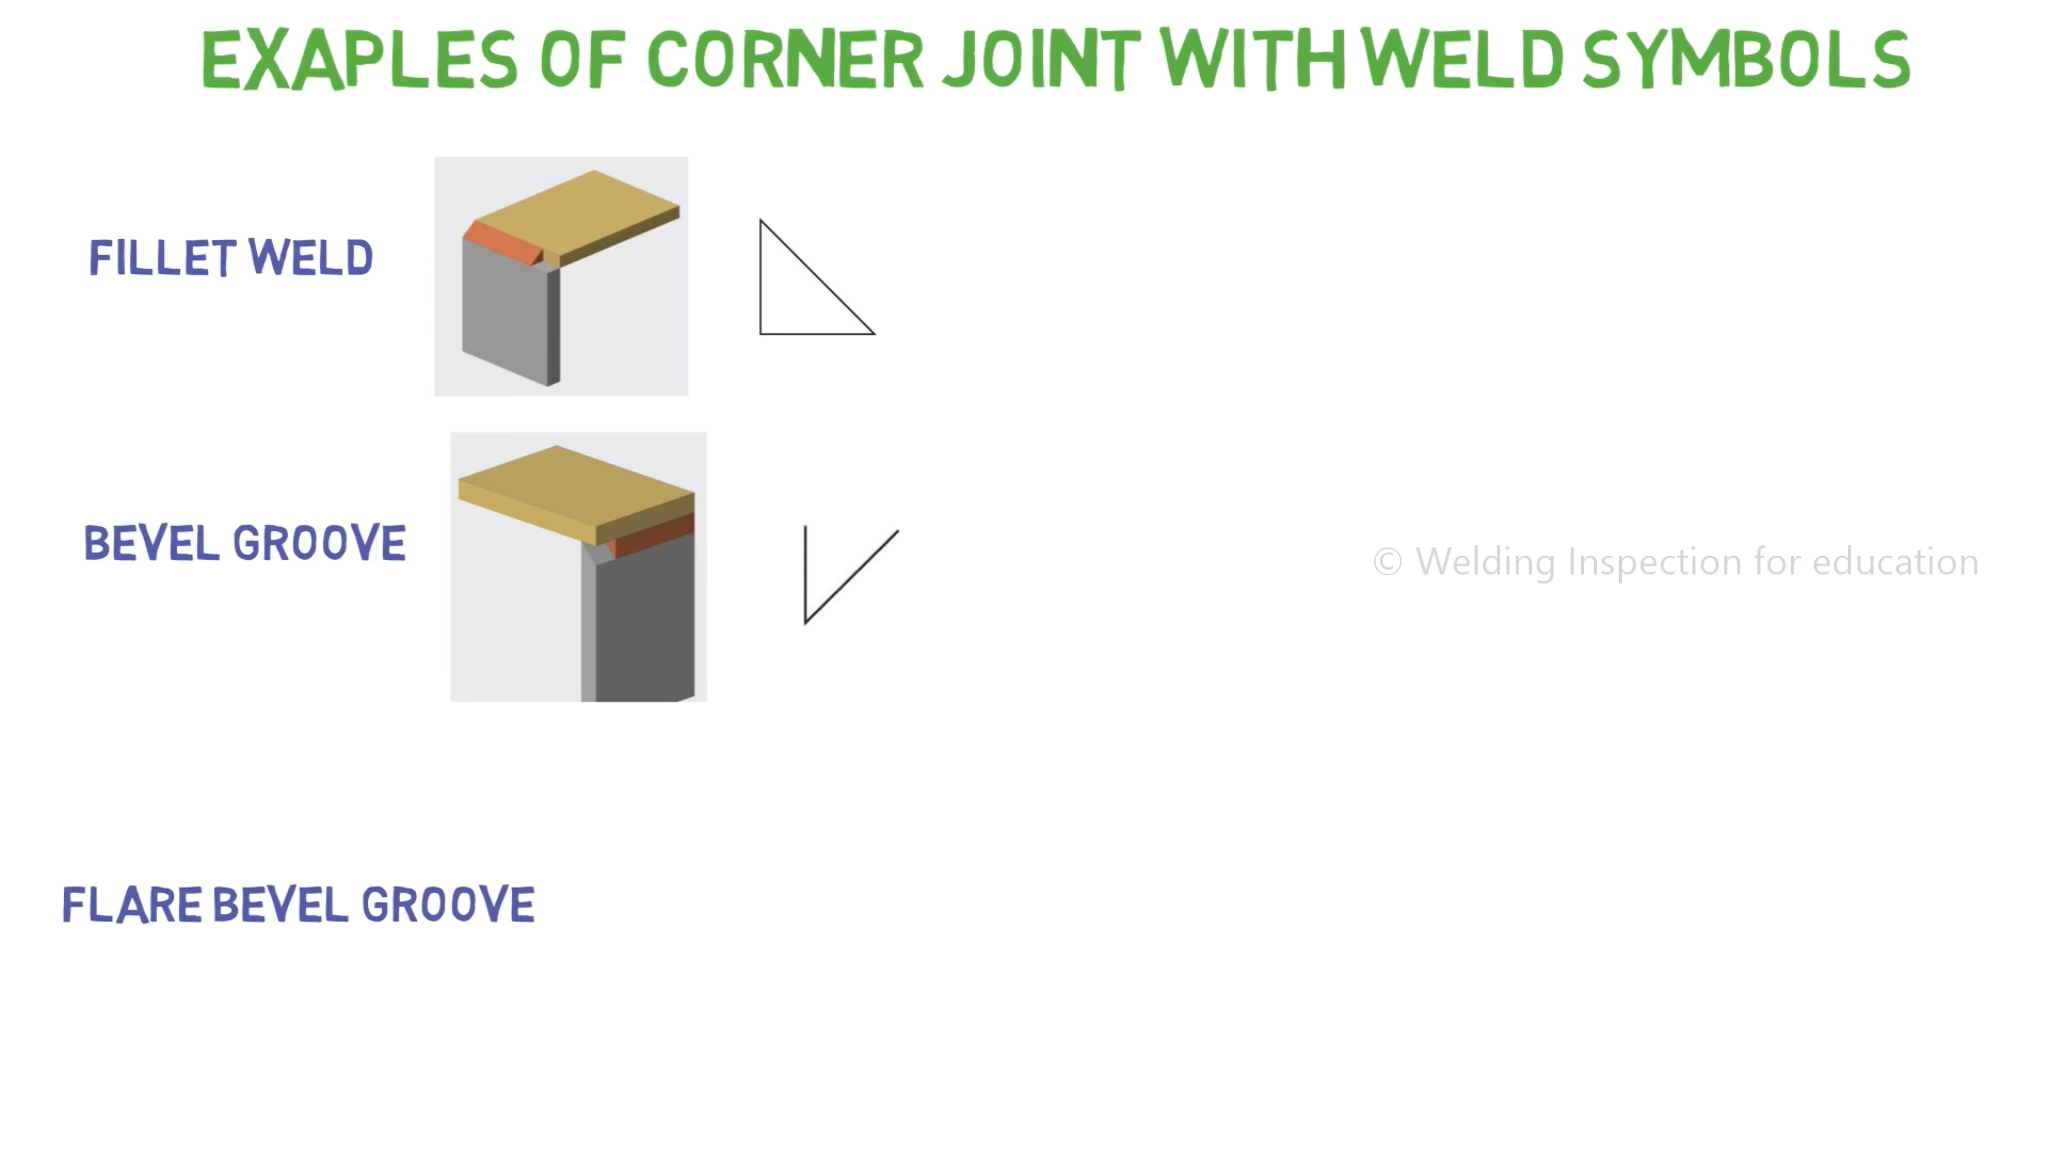 EXAPLES OF CORNER JOINT WITH WELD SYMBOLS
FILLET WELD
BEVEL GROOVE
© Welding Inspection for education
FLARE BEVEL GROOVE